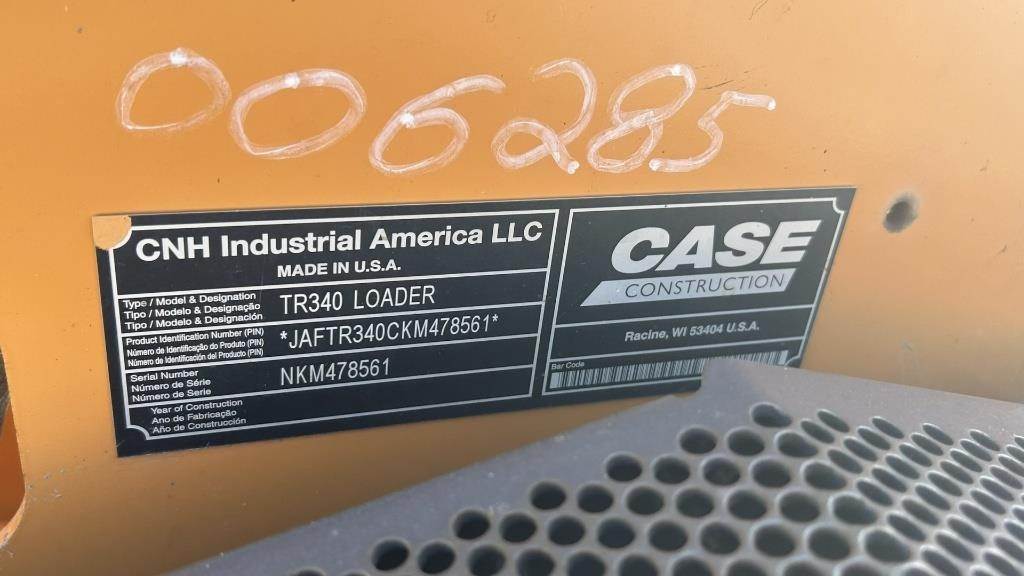 006285
CNH Industrial America LLC
MADE IN U.S.A.
Type / Model & Designation
Tipo / Modelo & Designação
Tipo / Modelo & Designación
TR340 LOADER
Product Identification Number (PIN)
Número de Identificação do Produto (PIN)
Número de Identificación del Producto (PIN)
*JAFTR340CKM478561*
Serial Number
Número de Série
Número de Serie
NKM478561
Year of Construction
Ano de Fabricação
Año de Construcción
CASE
CONSTRUCTION
Racine, WI 53404 U.S.A.
Bar Code